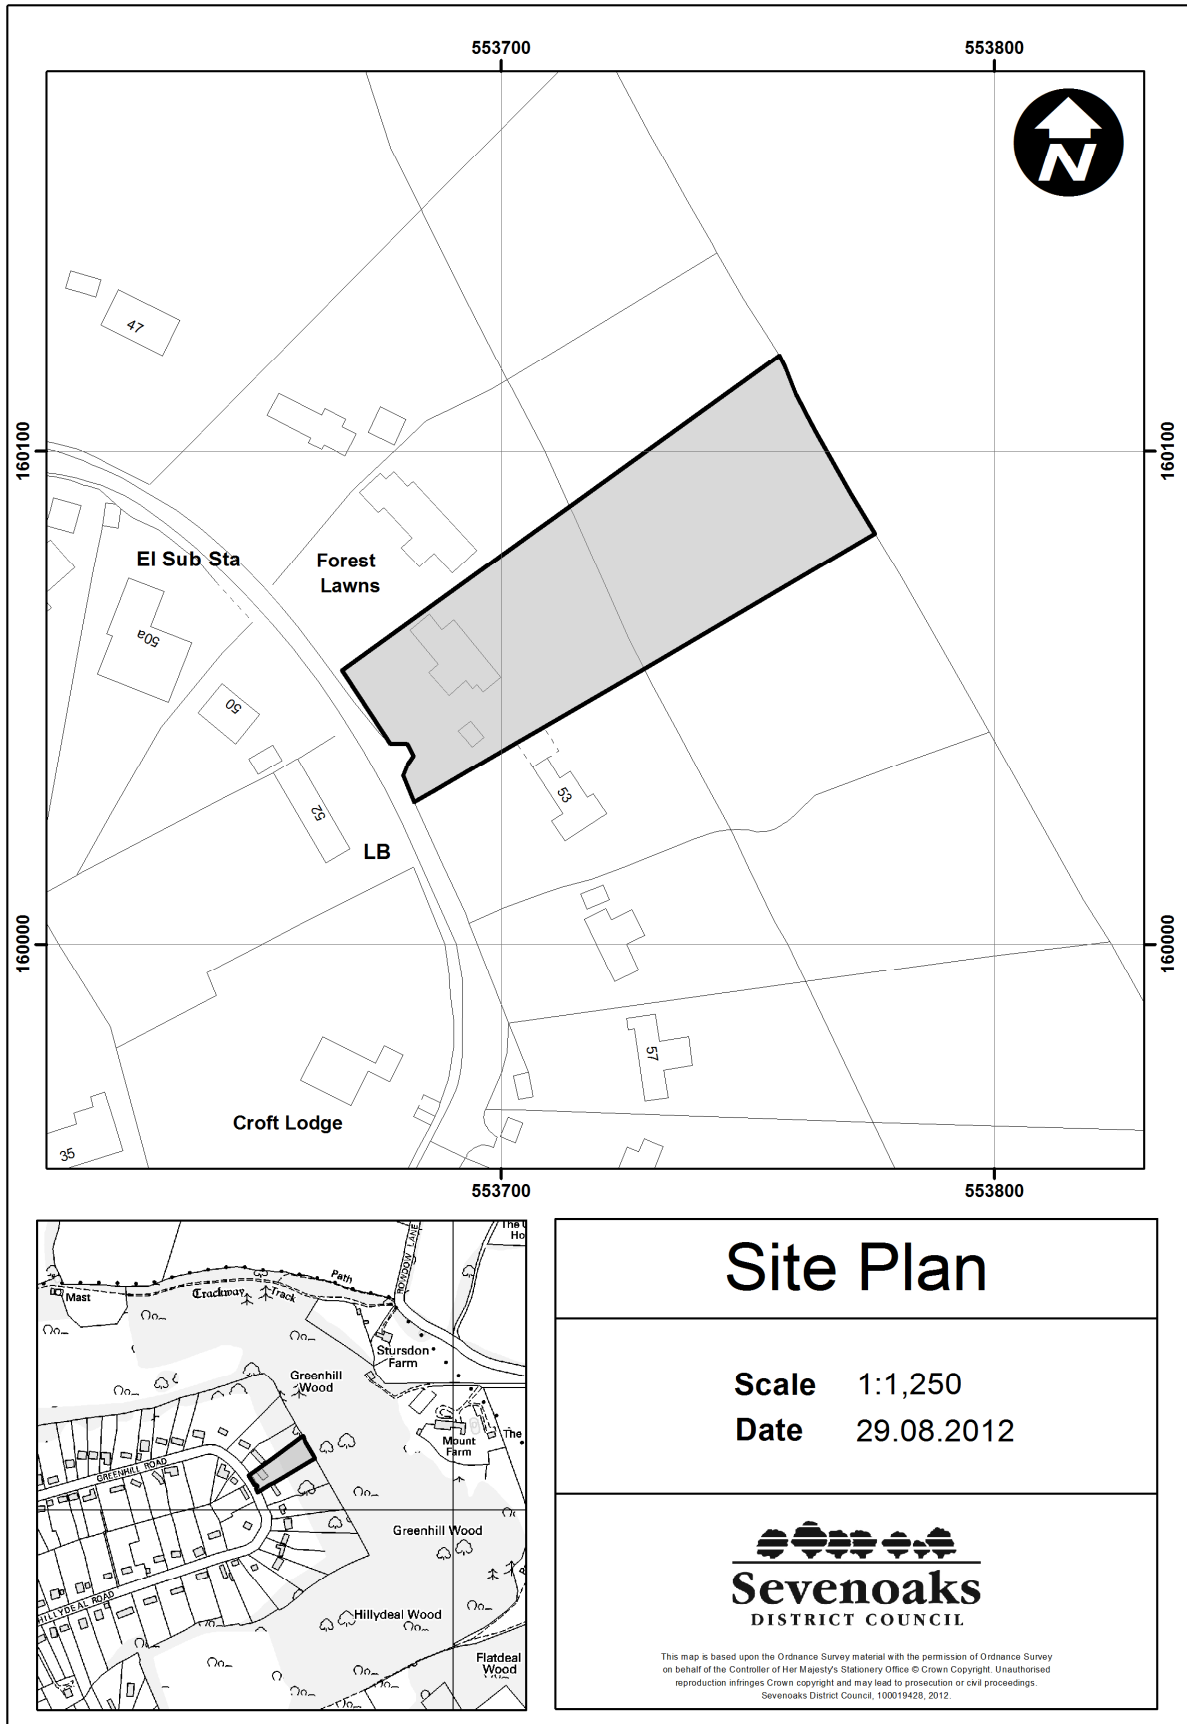 553700
553800
N
47
160100
160100
El Sub Sta
Forest
Lawns
50a
50
53
52
LB
160000
160000
57
Croft Lodge
35
553700
553800
Path
Trackway
Track
Mast
ROWDOW LANE
Stursdon
Farm
Greenhill
Wood
Mount
Farm
The
GREENHILL ROAD
Greenhill Wood
HILLYDEAL ROAD
Hillydeal Wood
Flatdeal
Wood
Site Plan
Scale 1:1,250
Date 29.08.2012
Sevenoaks
DISTRICT COUNCIL
This map is based upon the Ordnance Survey material with the permission of Ordnance Survey
on behalf of the Controller of Her Majesty's Stationery Office © Crown Copyright. Unauthorised
reproduction infringes Crown copyright and may lead to prosecution or civil proceedings.
Sevenoaks District Council, 100019428, 2012.